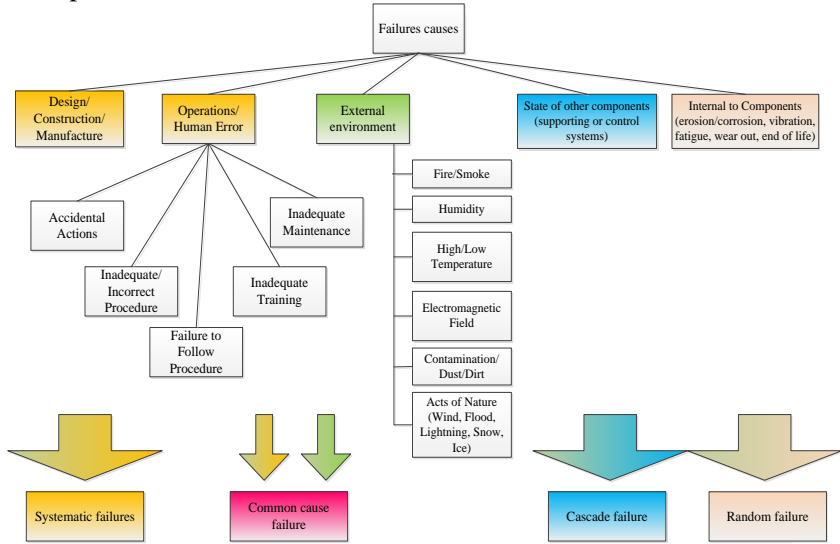 Failures causes
Design/
Construction/
Manufacture
Operations/
Human Error
External
environment
State of other components
(supporting or control
systems)
Internal to Components
(erosion/corrosion, vibration,
fatigue, wear out, end of life)
Accidental
Actions
Inadequate/
Incorrect
Procedure
Failure to
Follow
Procedure
Inadequate
Training
Inadequate
Maintenance
Fire/Smoke
Humidity
High/Low
Temperature
Electromagnetic
Field
Contamination/
Dust/Dirt
Acts of Nature
(Wind, Flood,
Lightning, Snow,
Ice)
Systematic failures
Common cause
failure
Cascade failure
Random failure